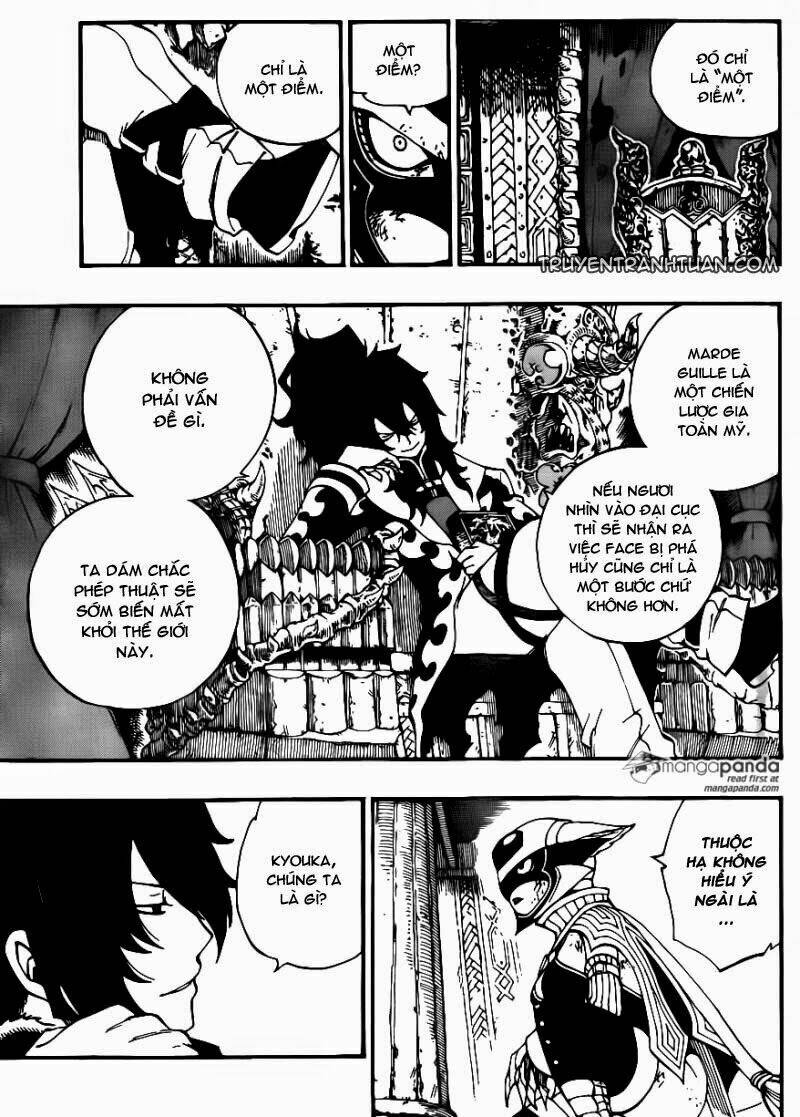 ĐÓ CHỈ
LÀ "MỘT
ĐIỂM".
MỘT
ĐIỂM?
CHỈ LÀ
MỘT ĐIỂM.
TRUYENTRANHTUAN.COM
MARDE
GUILLE LÀ
MỘT CHIẾN
LƯỢC GIA
TOÀN MỸ.
NẾU NGƯƠI
NHÌN VÀO ĐẠI CỤC
THÌ SẼ NHẬN RA
VIỆC FACE BỊ PHÁ
HỦY CŨNG CHỈ LÀ
MỘT BƯỚC CHỨ
KHÔNG HƠN.
KHÔNG
PHẢI VẤN
ĐỀ GÌ.
TA DÁM CHẮC
PHÉP THUẬT SẼ
SỚM BIẾN MẤT
KHỎI THẾ GIỚI
NÀY.
mangapanda
read first at
mangapanda.com
THUỘC
HẠ KHÔNG
HIỂU Ý
NGÀI LÀ
...
KYOUKA,
CHÚNG TA
LÀ GÌ?